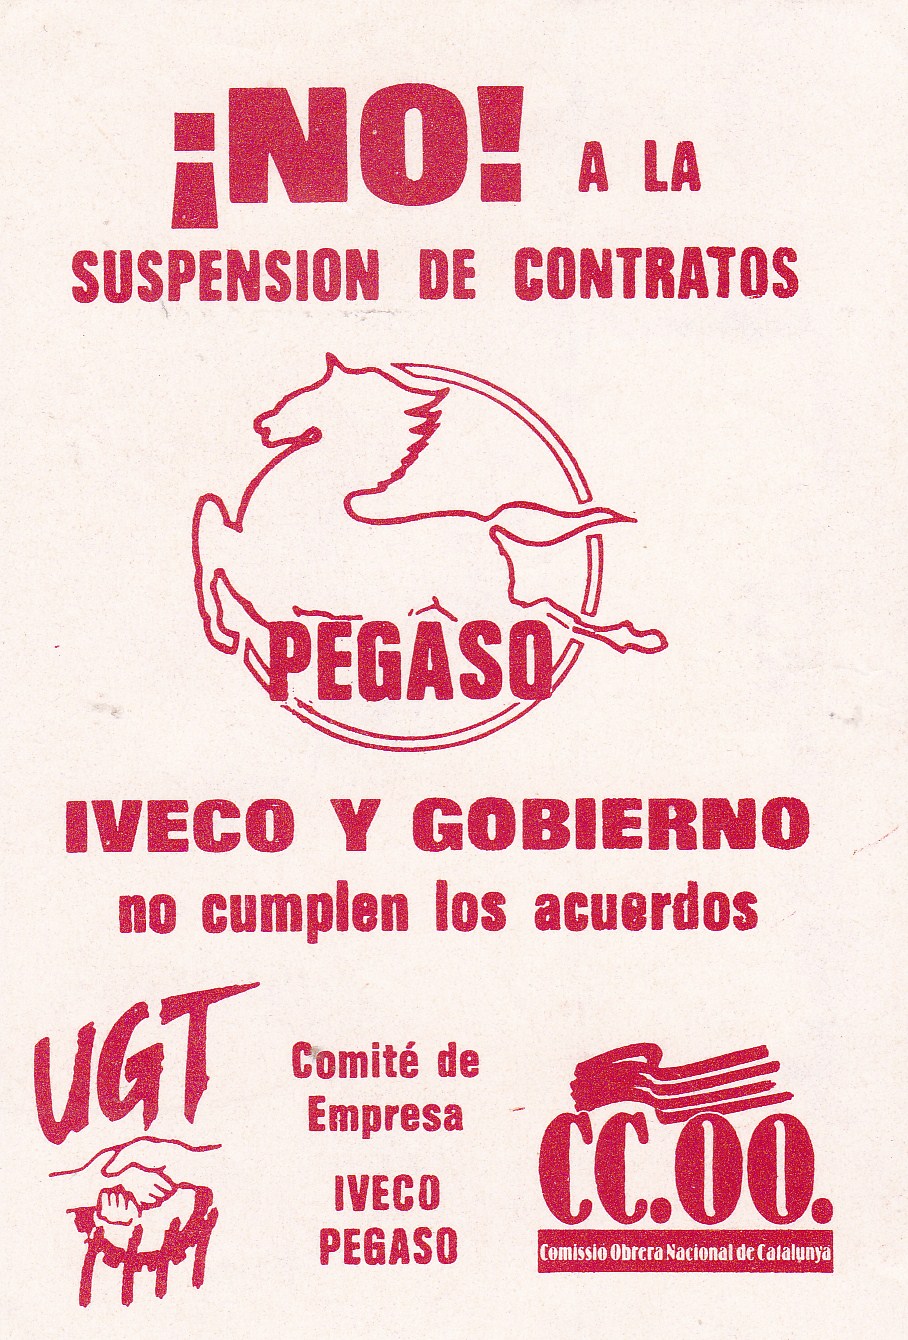 ¡NO! A LA
SUSPENSION DE CONTRATOS
PEGASO
IVECO Y GOBIERNO
no cumplen los acuerdos
UGT
Comité de
Empresa
IVECO
PEGASO
CC.OO.
Comissio Obrera Nacional de Catalunya